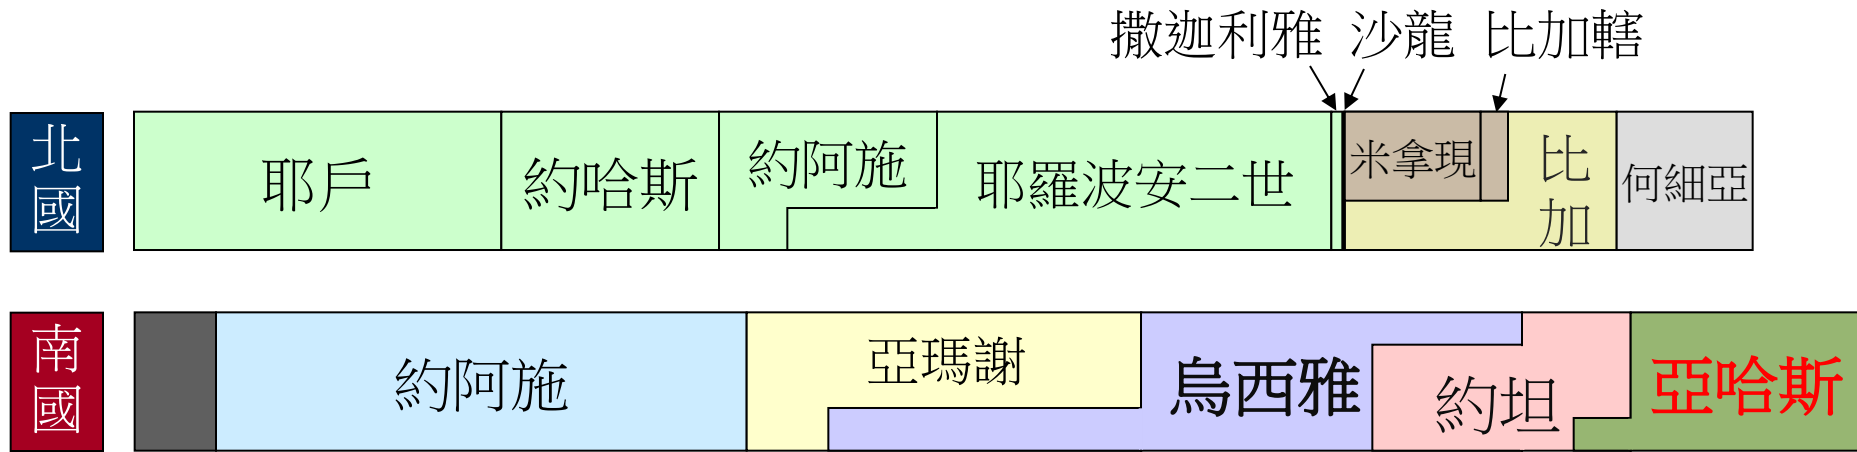 撒迦利雅 沙龍 比加轄
北國
耶戶
約哈斯
約阿施
耶羅波安二世
米拿現
比加
何細亞
南國
約阿施
亞瑪謝
烏西雅
約坦
亞哈斯